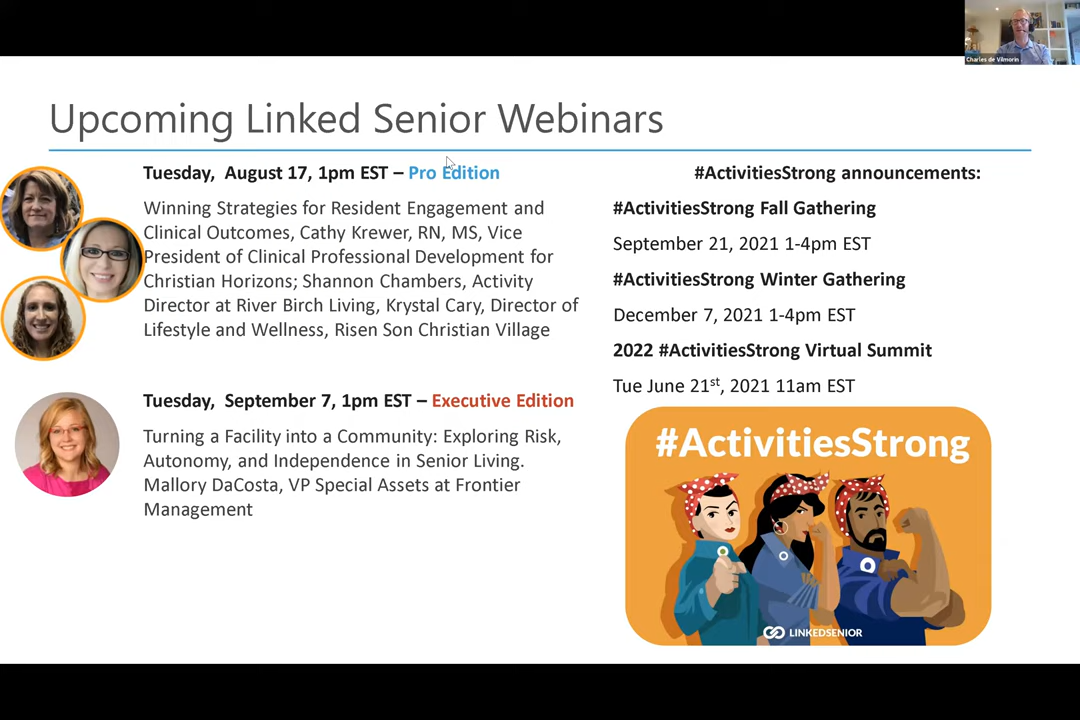 Charles de Vilmorin
Upcoming Linked Senior Webinars
Tuesday,  August 17, 1pm EST – Pro Edition
Winning Strategies for Resident Engagement and
Clinical Outcomes, Cathy Krewer, RN, MS, Vice
President of Clinical Professional Development for
Christian Horizons; Shannon Chambers, Activity
Director at River Birch Living, Krystal Cary, Director of
Lifestyle and Wellness, Risen Son Christian Village
Tuesday,  September 7, 1pm EST – Executive Edition
Turning a Facility into a Community: Exploring Risk,
Autonomy, and Independence in Senior Living.
Mallory DaCosta, VP Special Assets at Frontier
Management
#ActivitiesStrong announcements:
#ActivitiesStrong Fall Gathering
September 21, 2021 1-4pm EST
#ActivitiesStrong Winter Gathering
December 7, 2021 1-4pm EST
2022 #ActivitiesStrong Virtual Summit
Tue June 21st, 2021 11am EST
#ActivitiesStrong
LINKEDSENIOR